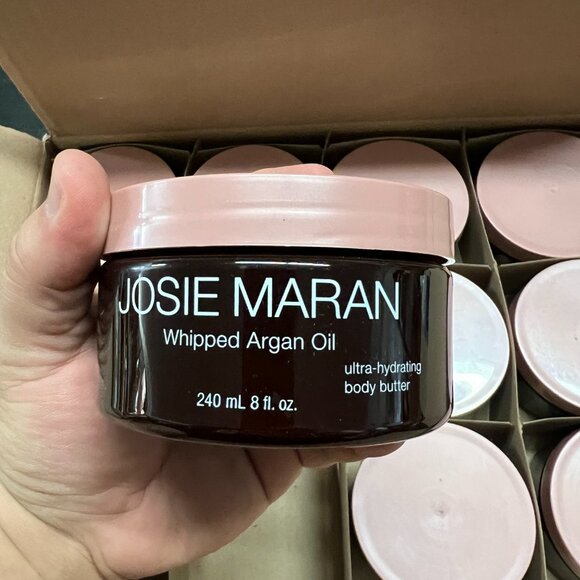 JOSIE MARAN
Whipped Argan Oil
ultra-hydrating
body butter
240 mL 8 fl. oz.